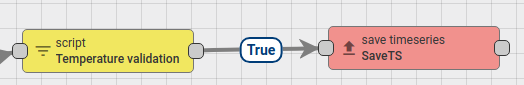 script
Temperature validation
True
save timeseries
SaveTS